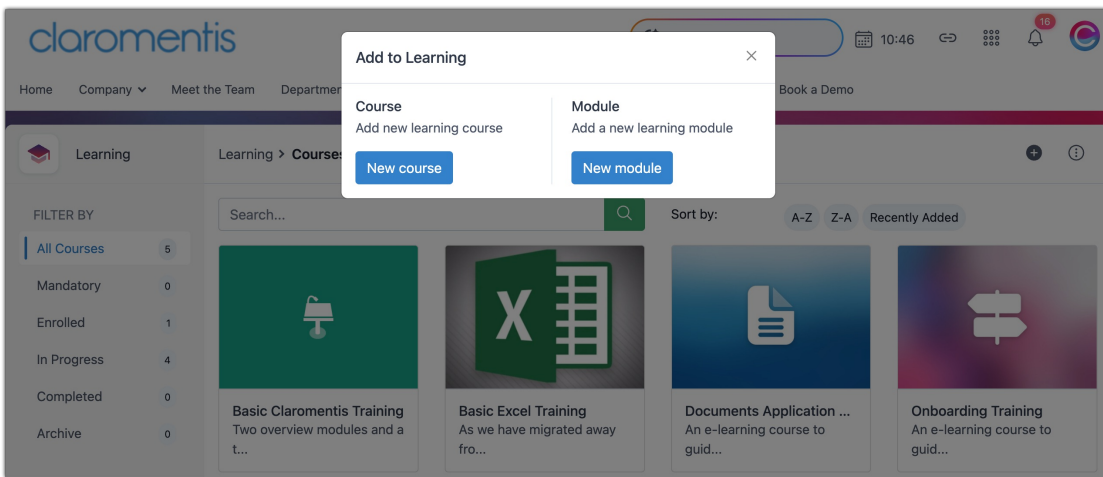 claromentis
10:46
16
Home Company Meet the Team Departmen Book a Demo
Add to Learning
Course
Add new learning course
New course
Module
Add a new learning module
New module
Learning
Learning > Courses
FILTER BY
All Courses 5
Mandatory 0
Enrolled 1
In Progress 4
Completed 0
Archive 0
Search...
Sort by: A-Z Z-A Recently Added
X
Basic Claromentis Training
Two overview modules and a
t...
Basic Excel Training
As we have migrated away
fro...
Documents Application ...
An e-learning course to
guid...
Onboarding Training
An e-learning course to
guid...